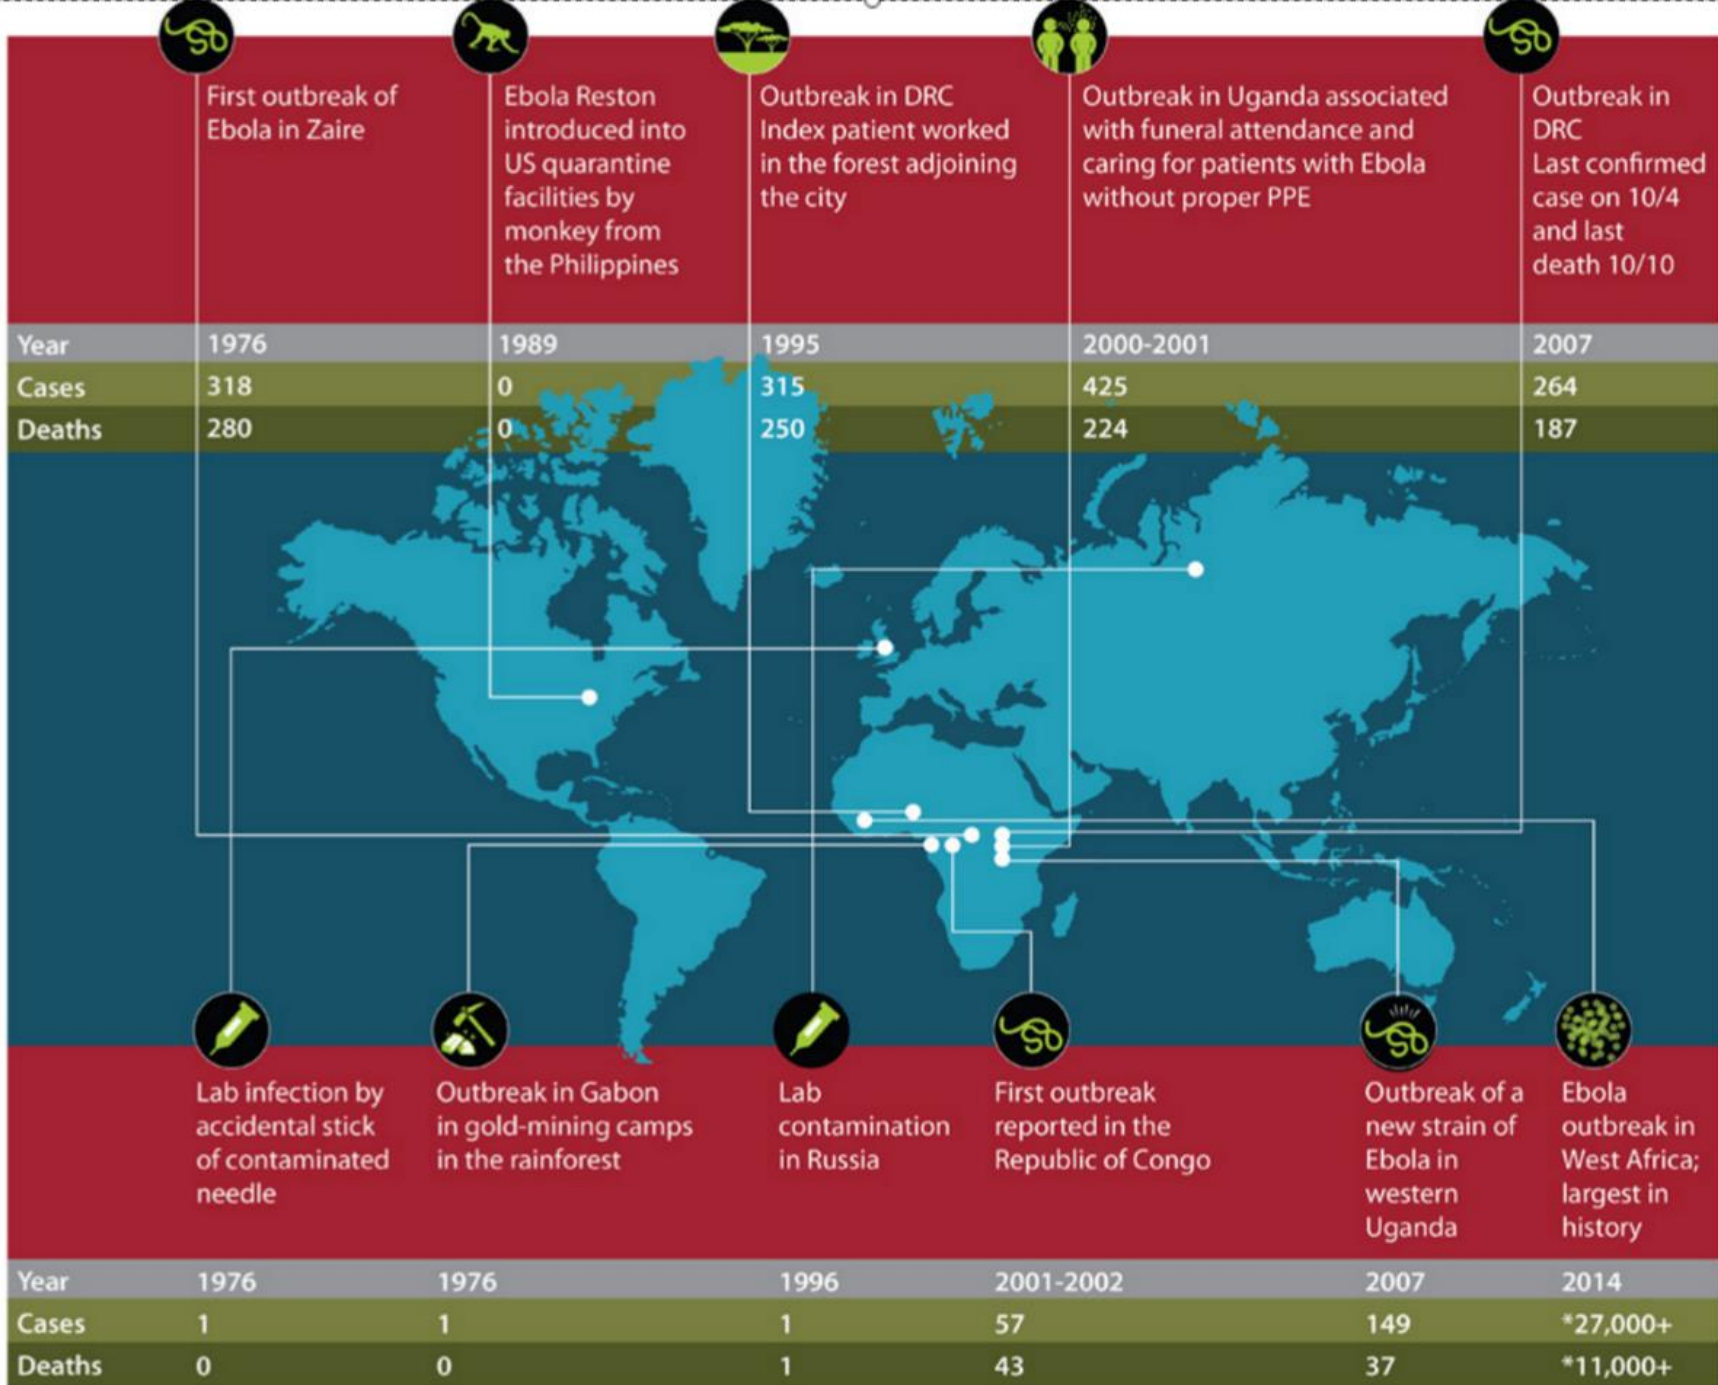 First outbreak of
Ebola in Zaire
Ebola Reston
introduced into
US quarantine
facilities by
monkey from
the Philippines
Outbreak in DRC
Index patient worked
in the forest adjoining
the city
Outbreak in Uganda associated
with funeral attendance and
caring for patients with Ebola
without proper PPE
Outbreak in
DRC
Last confirmed
case on 10/4
and last
death 10/10
Year 1976 1989 1995 2000-2001 2007
Cases 318 0 315 425 264
Deaths 280 0 250 224 187
Lab infection by
accidental stick
of contaminated
needle
Outbreak in Gabon
in gold-mining camps
in the rainforest
Lab
contamination
in Russia
First outbreak
reported in the
Republic of Congo
Outbreak of a
new strain of
Ebola in
western
Uganda
Ebola
outbreak in
West Africa;
largest in
history
Year 1976 1976 1996 2001-2002 2007 2014
Cases 1 1 1 57 149 *27,000+
Deaths 0 0 1 43 37 *11,000+